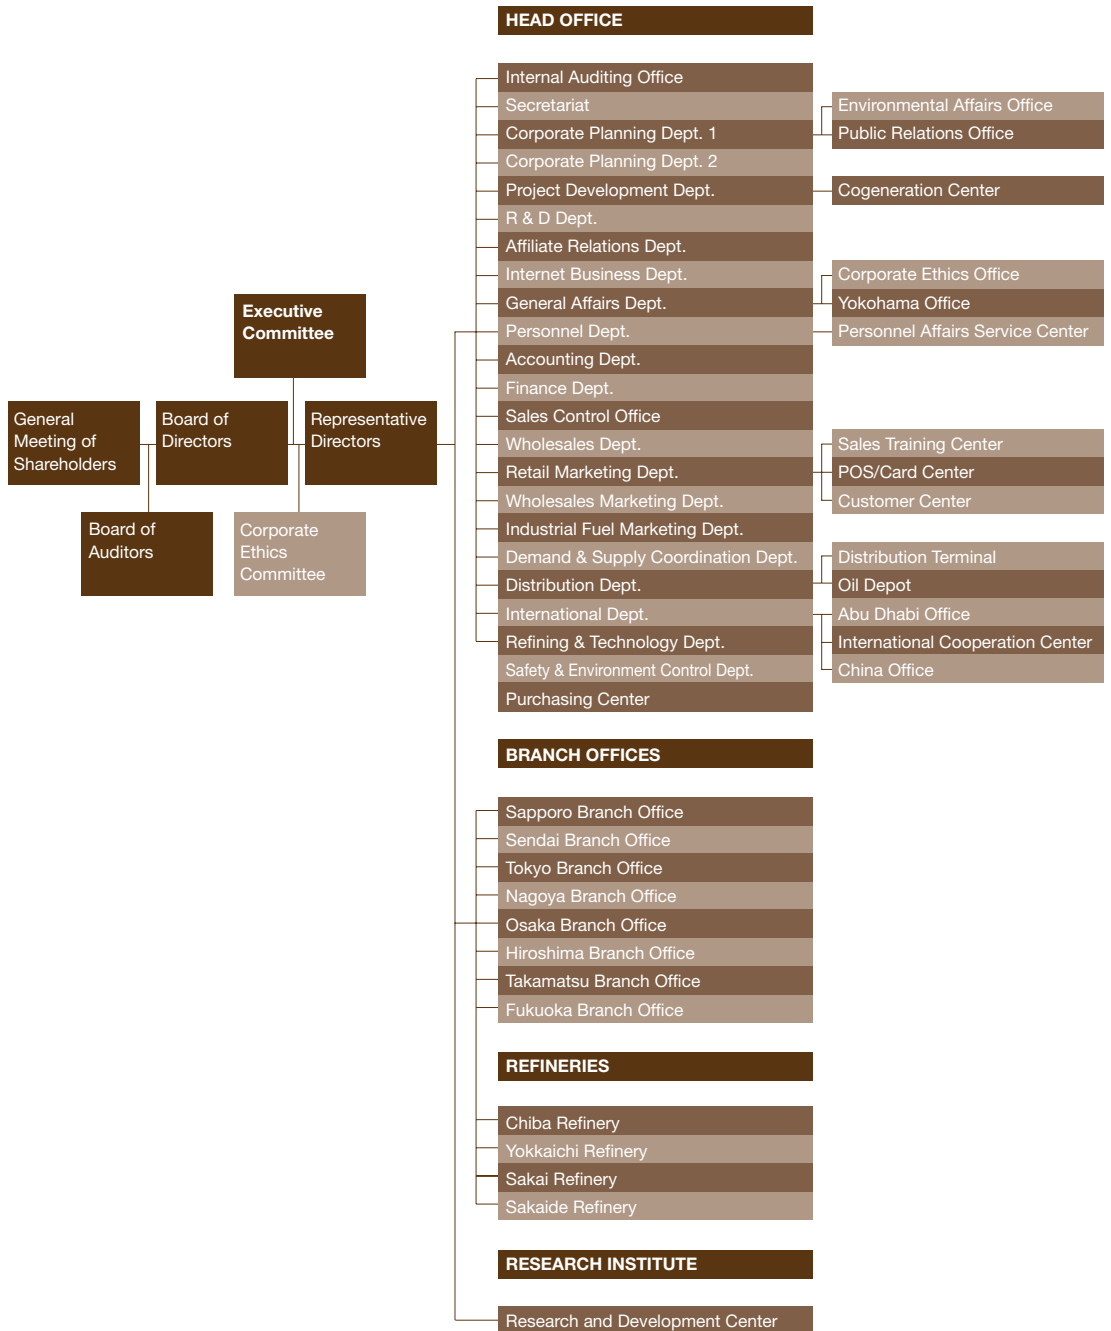 General
Meeting of
Shareholders
Board of
Directors
Executive
Committee
Representative
Directors
Board of
Auditors
Corporate
Ethics
Committee
HEAD OFFICE
Internal Auditing Office
Secretariat
Corporate Planning Dept. 1
Corporate Planning Dept. 2
Project Development Dept.
R & D Dept.
Affiliate Relations Dept.
Internet Business Dept.
General Affairs Dept.
Personnel Dept.
Accounting Dept.
Finance Dept.
Sales Control Office
Wholesales Dept.
Retail Marketing Dept.
Wholesales Marketing Dept.
Industrial Fuel Marketing Dept.
Demand & Supply Coordination Dept.
Distribution Dept.
International Dept.
Refining & Technology Dept.
Safety & Environment Control Dept.
Purchasing Center
Environmental Affairs Office
Public Relations Office
Cogeneration Center
Corporate Ethics Office
Yokohama Office
Personnel Affairs Service Center
Sales Training Center
POS/Card Center
Customer Center
Distribution Terminal
Oil Depot
Abu Dhabi Office
International Cooperation Center
China Office
BRANCH OFFICES
Sapporo Branch Office
Sendai Branch Office
Tokyo Branch Office
Nagoya Branch Office
Osaka Branch Office
Hiroshima Branch Office
Takamatsu Branch Office
Fukuoka Branch Office
REFINERIES
Chiba Refinery
Yokkaichi Refinery
Sakai Refinery
Sakaide Refinery
RESEARCH INSTITUTE
Research and Development Center